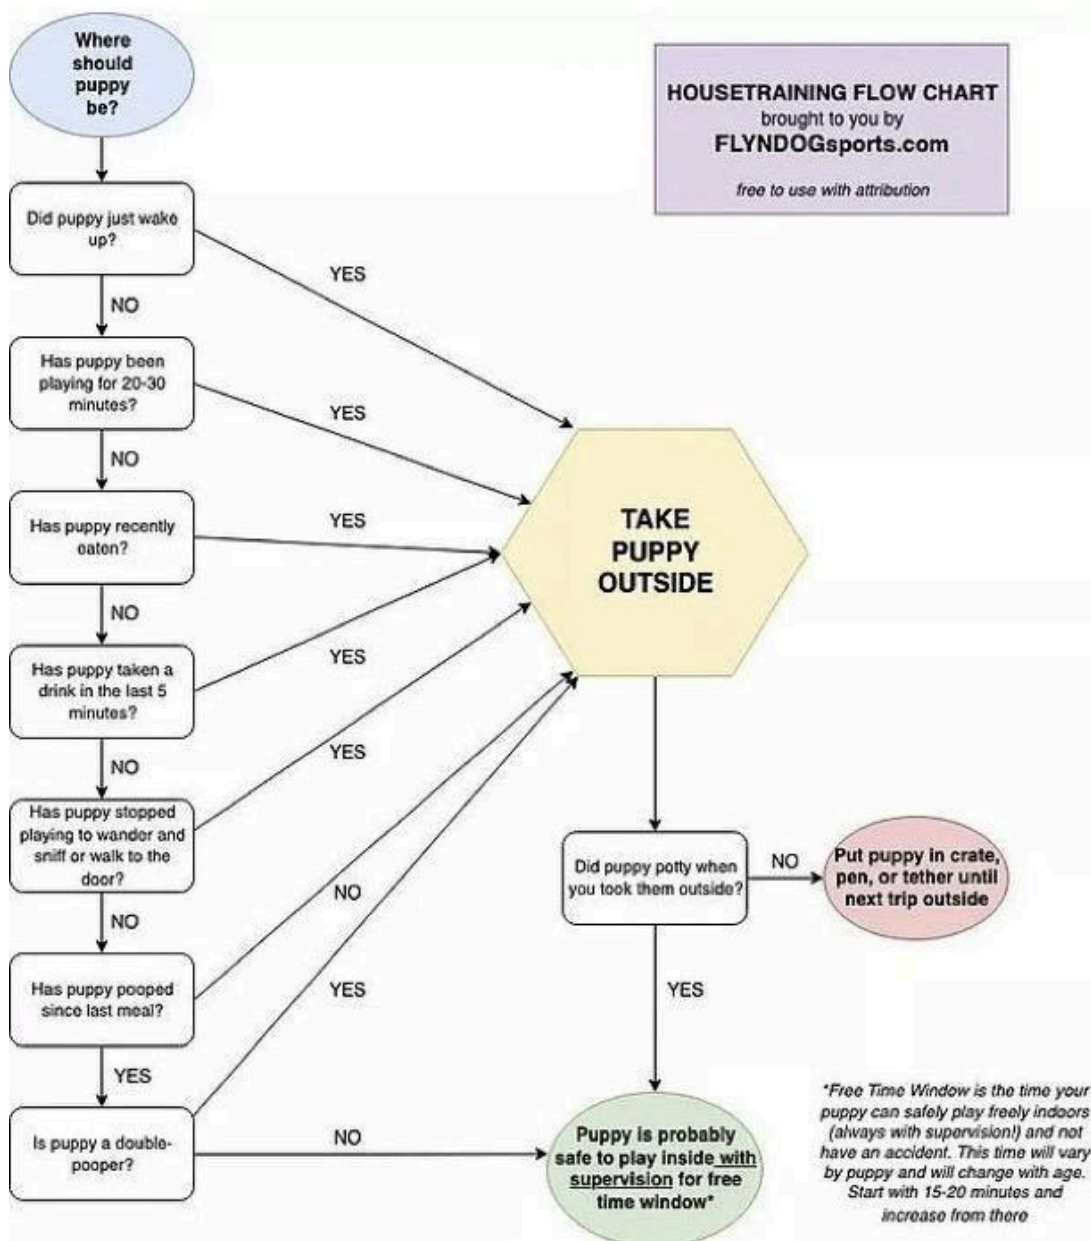 Where
should
puppy
be?
HOUSETRAINING FLOW CHART
brought to you by
FLYNDOGsports.com
free to use with attribution
Did puppy just wake
up?
YES
NO
Has puppy been
playing for 20-30
minutes?
YES
NO
Has puppy recently
eaten?
YES
NO
Has puppy taken a
drink in the last 5
minutes?
YES
NO
Has puppy stopped
playing to wander and
sniff or walk to the
door?
YES
NO
Has puppy pooped
since last meal?
NO
YES
Is puppy a double-
pooper?
YES
NO
TAKE
PUPPY
OUTSIDE
Did puppy potty when
you took them outside?
NO
Put puppy in crate,
pen, or tether until
next trip outside
YES
Puppy is probably
safe to play inside with
supervision for free
time window*
*Free Time Window is the time your
puppy can safely play freely indoors
(always with supervision!) and not
have an accident. This time will vary
by puppy and will change with age.
Start with 15-20 minutes and
increase from there